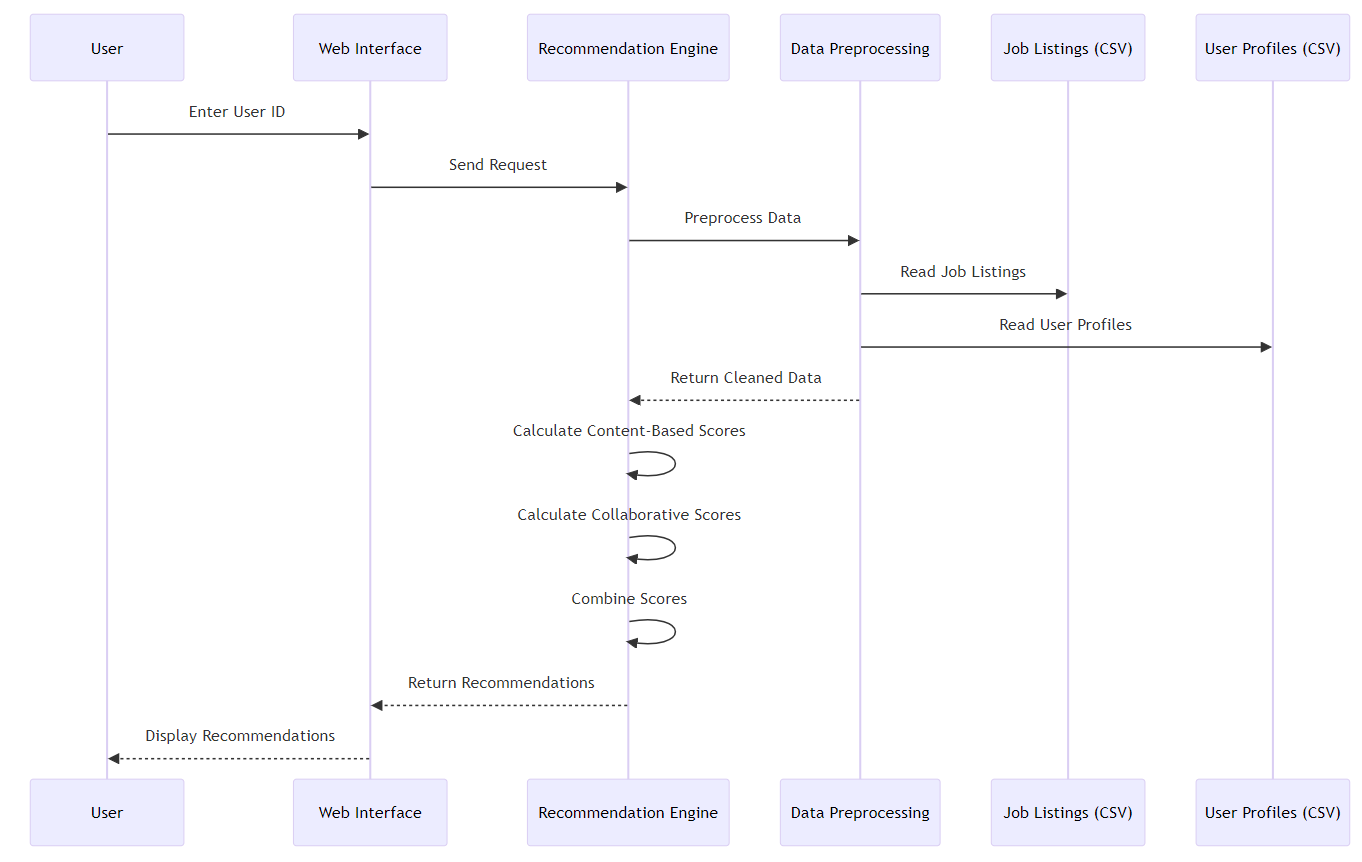 User
Web Interface
Recommendation Engine
Data Preprocessing
Job Listings (CSV)
User Profiles (CSV)
Enter User ID
Send Request
Preprocess Data
Read Job Listings
Read User Profiles
Return Cleaned Data
Calculate Content-Based Scores
Calculate Collaborative Scores
Combine Scores
Return Recommendations
Display Recommendations
User
Web Interface
Recommendation Engine
Data Preprocessing
Job Listings (CSV)
User Profiles (CSV)